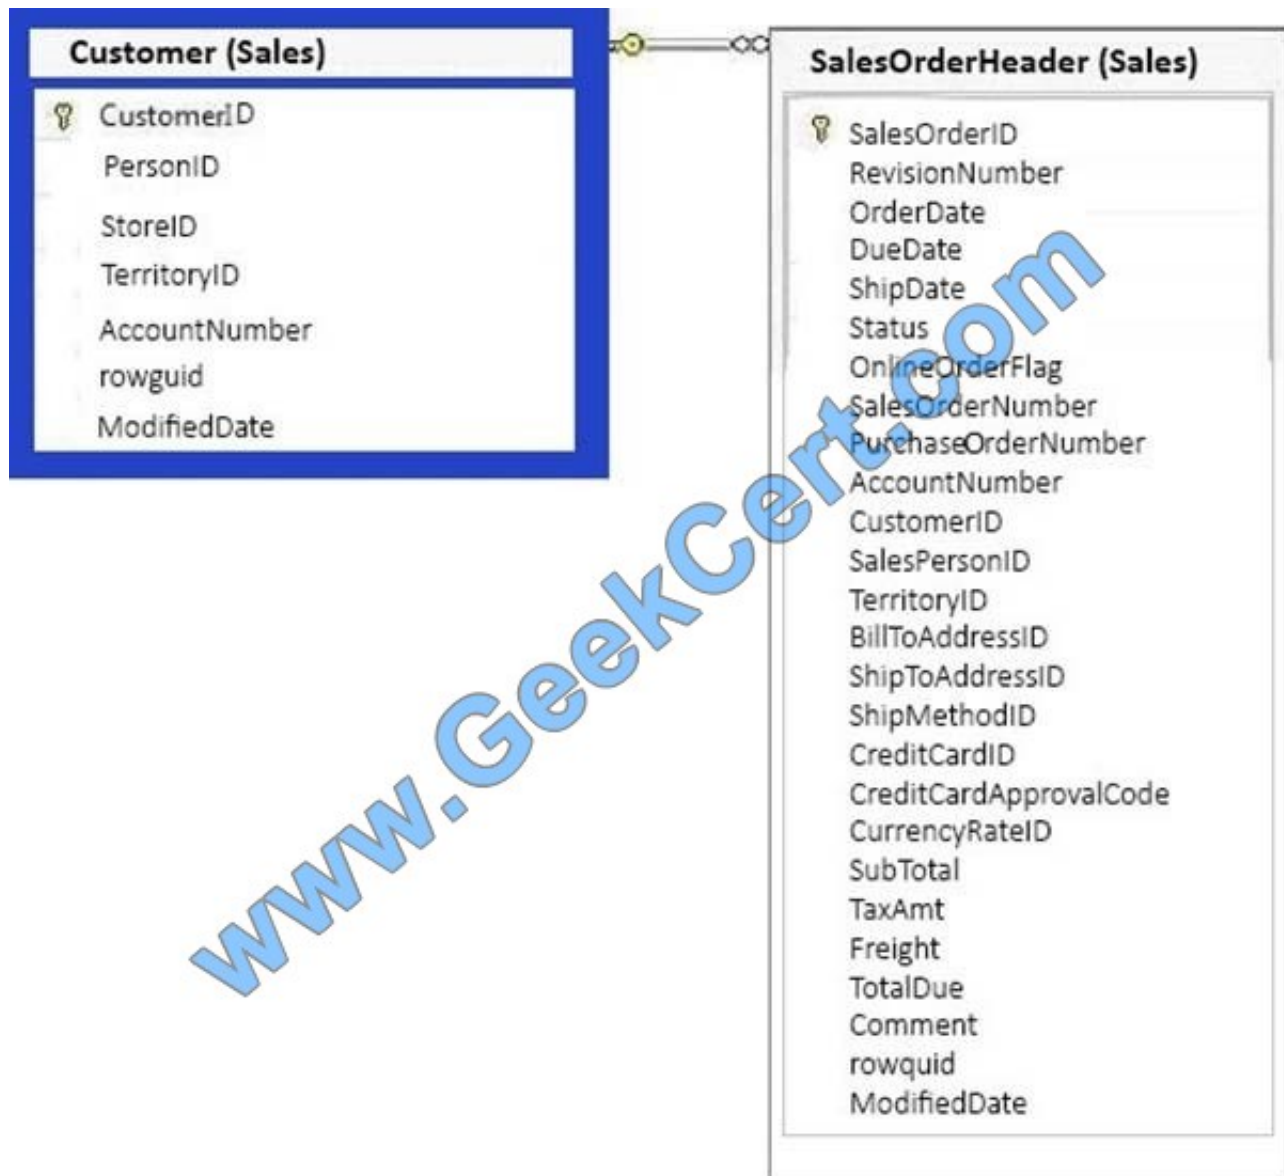 Customer (Sales)
CustomerID
PersonID
StoreID
TerritoryID
AccountNumber
rowguid
ModifiedDate
SalesOrderHeader (Sales)
SalesOrderID
RevisionNumber
OrderDate
DueDate
ShipDate
Status
OnlineOrderFlag
SalesOrderNumber
PurchaseOrderNumber
AccountNumber
CustomerID
SalesPersonID
TerritoryID
BillToAddressID
ShipToAddressID
ShipMethodID
CreditCardID
CreditCardApprovalCode
CurrencyRateID
SubTotal
TaxAmt
Freight
TotalDue
Comment
rowquid
ModifiedDate
www.GeekCert.com